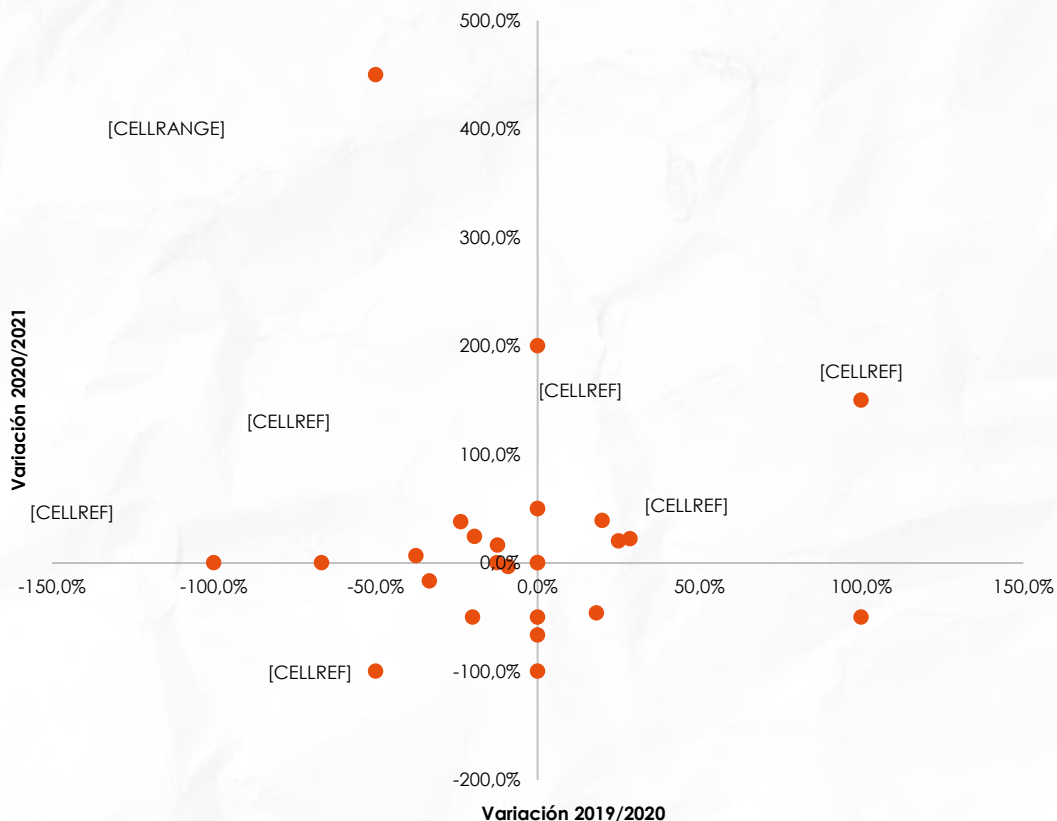 500,0%
[CELLRANGE]
400,0%
300,0%
Variación 2020/2021
200,0%
[CELLREF]
[CELLREF]
[CELLREF]
100,0%
[CELLREF]
[CELLREF]
0,0%
-150,0%
-100,0%
-50,0%
0,0%
50,0%
100,0%
150,0%
[CELLREF]
-100,0%
-200,0%
Variación 2019/2020